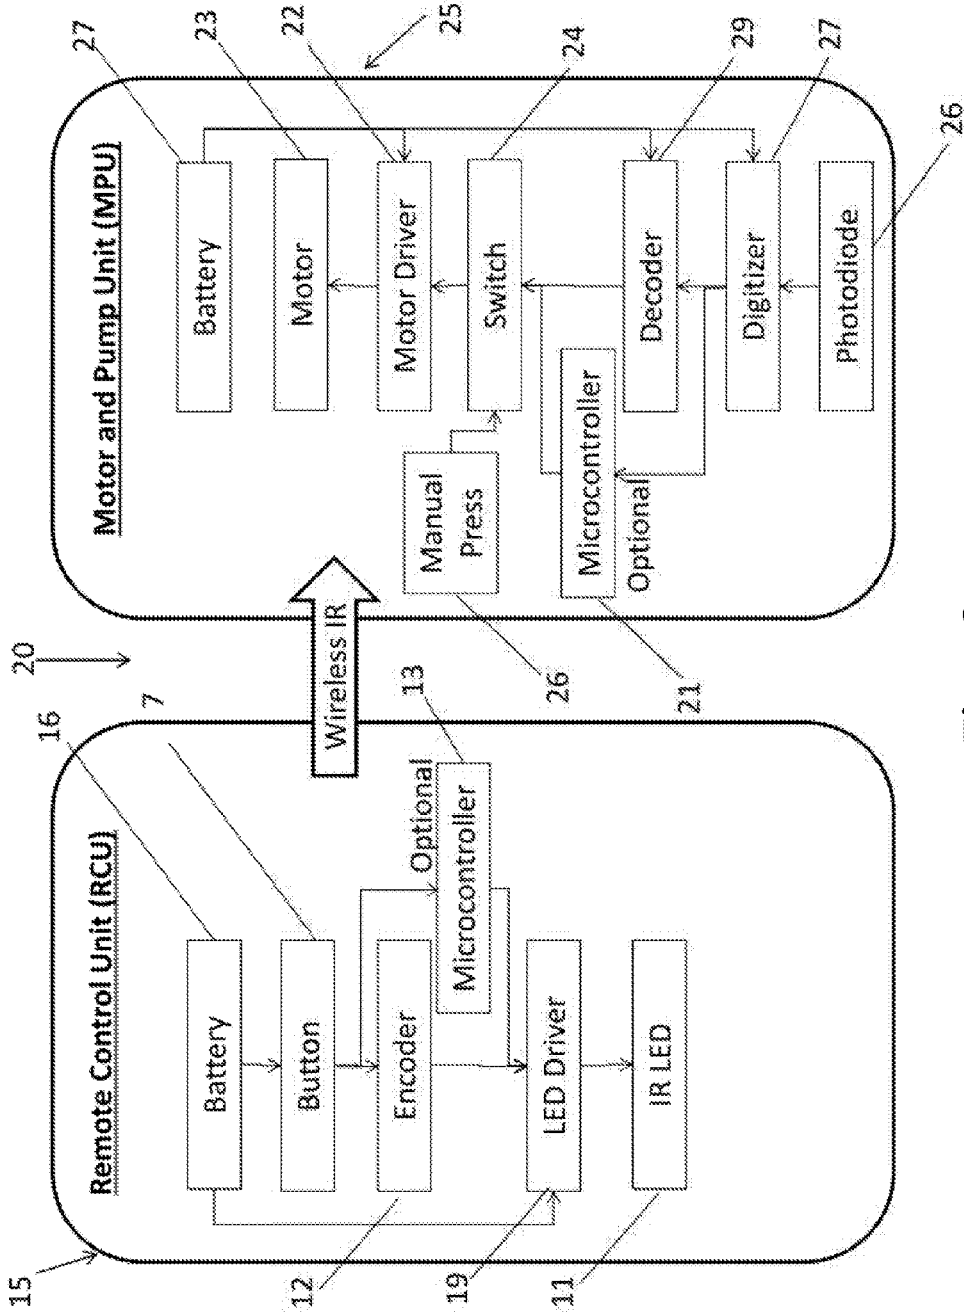 20
15
Remote Control Unit (RCU)
16
Battery
7
Button
12
Encoder
Optional
13
Microcontroller
19
LED Driver
11
IR LED
Wireless IR
25
Motor and Pump Unit (MPU)
27
Battery
23
Motor
22
Motor Driver
24
Switch
Manual
Press
26
29
Decoder
Microcontroller
Optional
21
27
Digitizer
26
Photodiode